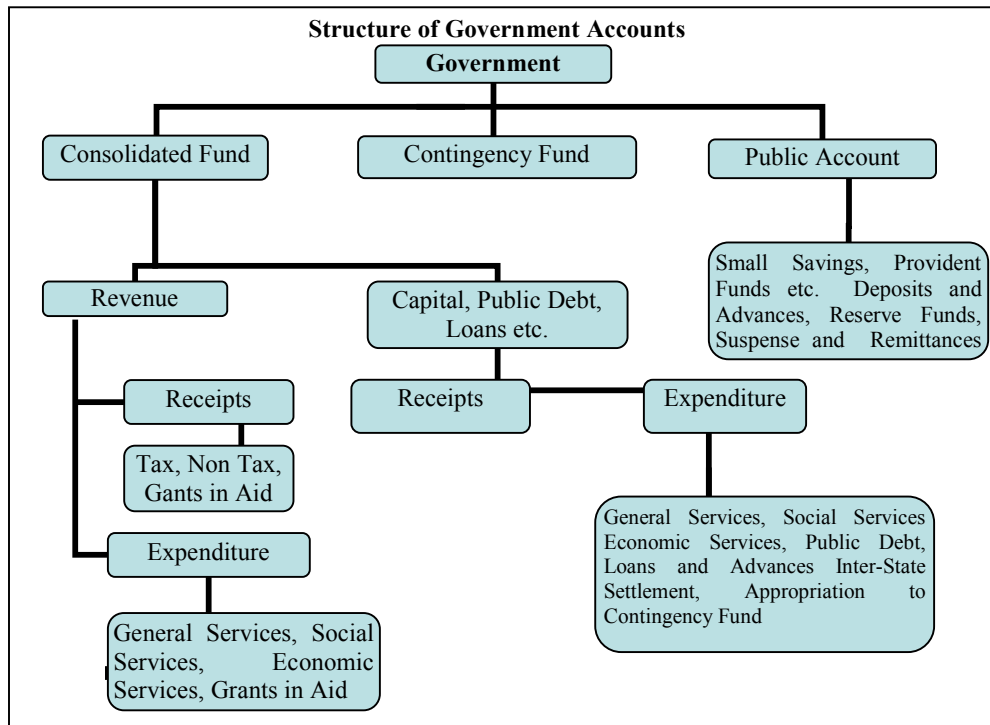 Structure of Government Accounts
Government
Consolidated Fund
Contingency Fund
Public Account
Small Savings, Provident
Funds etc. Deposits and
Advances, Reserve Funds,
Suspense and Remittances
Revenue
Capital, Public Debt,
Loans etc.
Receipts
Tax, Non Tax,
Gants in Aid
Expenditure
General Services, Social
Services, Economic
Services, Grants in Aid
Receipts
Expenditure
General Services, Social Services
Economic Services, Public Debt,
Loans and Advances Inter-State
Settlement, Appropriation to
Contingency Fund